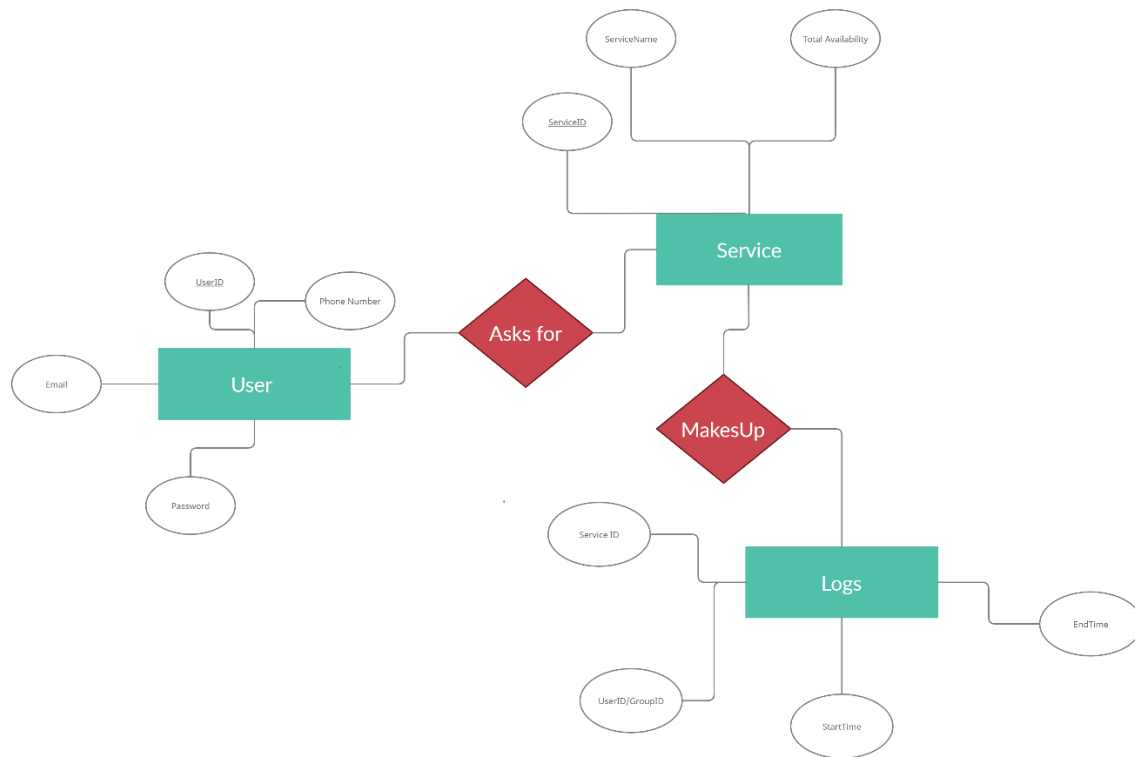 ServiceName
Total Availability
ServiceID
Service
UserID
Phone Number
Asks for
Email
User
MakesUp
Password
Service ID
Logs
EndTime
UserID/GroupID
StartTime